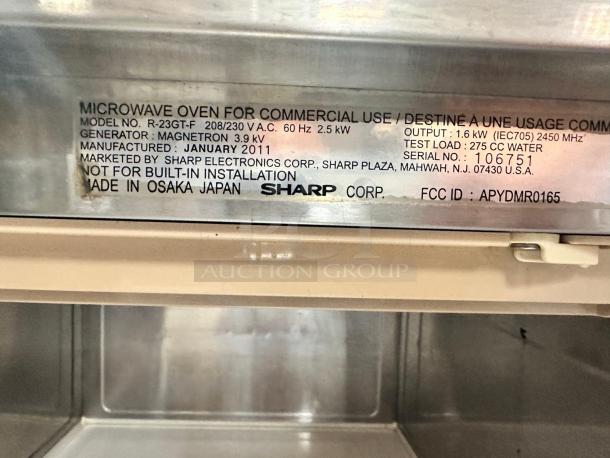 MICROWAVE OVEN FOR COMMERCIAL USE / DESTINÉ A UNE USAGE COMM
MODEL NO. R-23GT-F 208/230 V A.C. 60 Hz 2.5 kW
OUTPUT : 1.6 kW (IEC705) 2450 MHz
GENERATOR : MAGNETRON 3.9 kV
TEST LOAD : 275 CC WATER
MANUFACTURED : JANUARY 2011
SERIAL NO. : 106751
MARKETED BY SHARP ELECTRONICS CORP., SHARP PLAZA, MAHWAH, N.J. 07430 U.S.A.
NOT FOR BUILT-IN INSTALLATION
MADE IN OSAKA JAPAN SHARP CORP. FCC ID : APYDMR0165
AUCTION GROUP